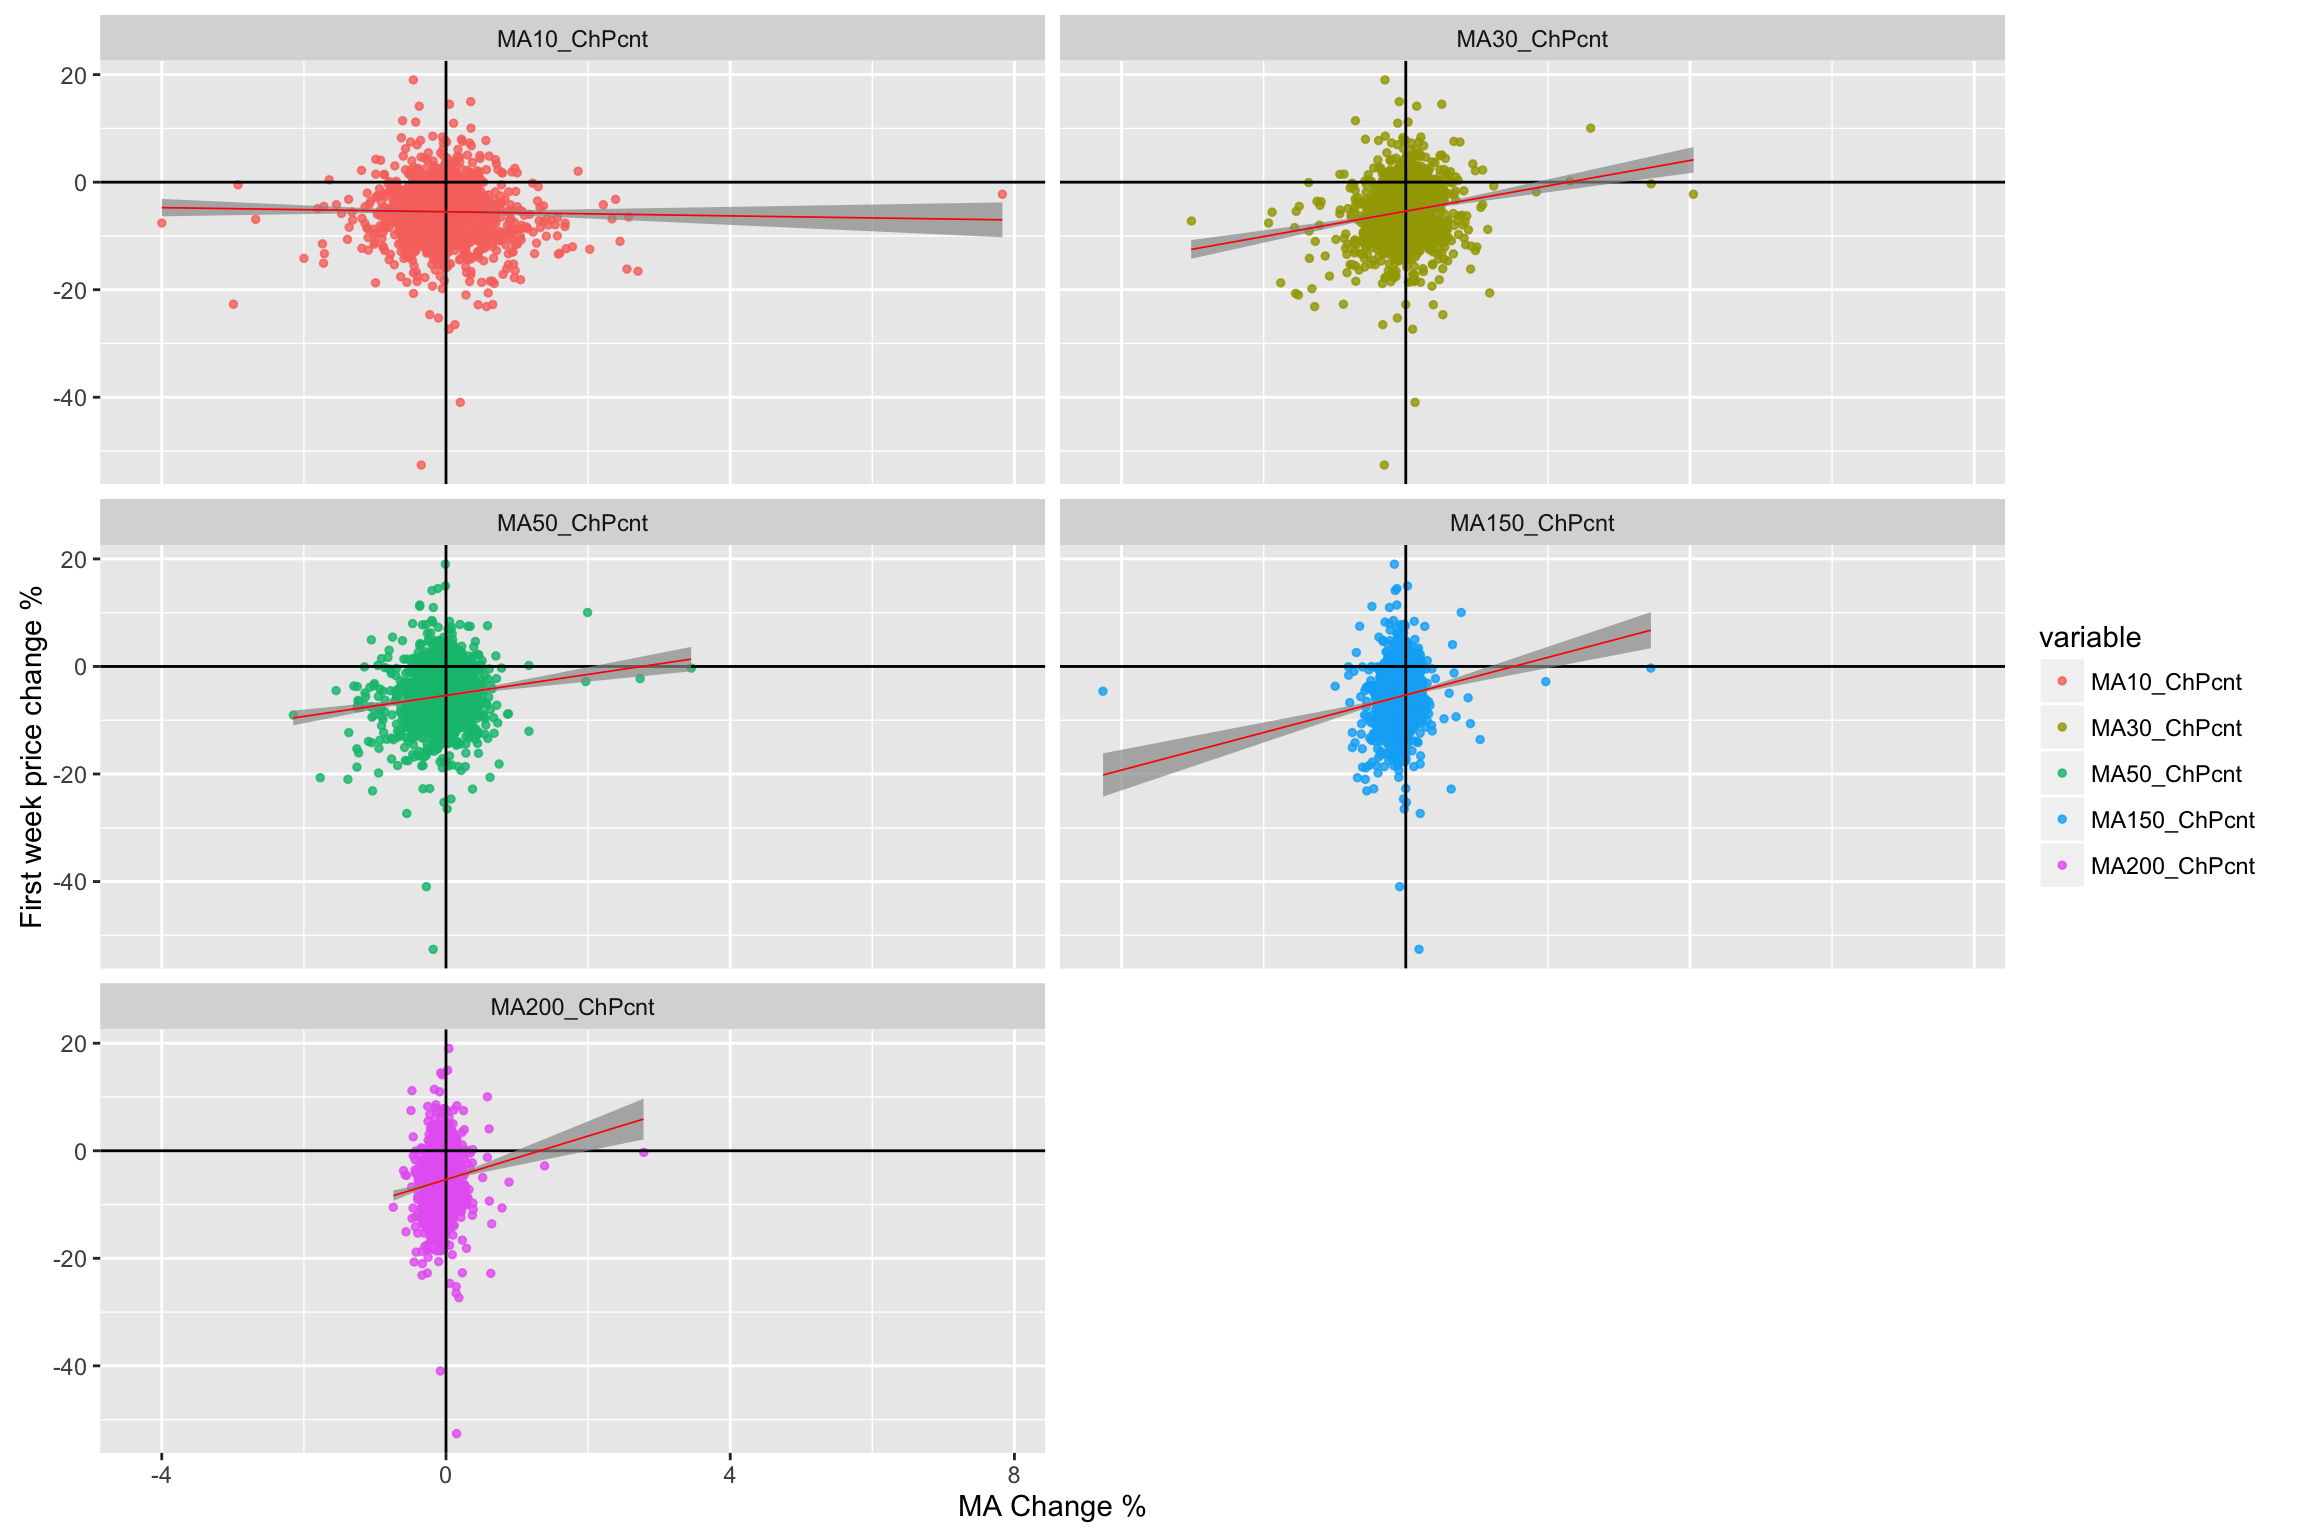 MA10_ChPcnt
MA30_ChPcnt
20
0
-20
-40
MA50_ChPcnt
MA150_ChPcnt
20
0
-20
-40
MA200_ChPcnt
20
0
-20
-40
-4
0
4
8
MA Change %
First week price change %
variable
MA10_ChPcnt
MA30_ChPcnt
MA50_ChPcnt
MA150_ChPcnt
MA200_ChPcnt